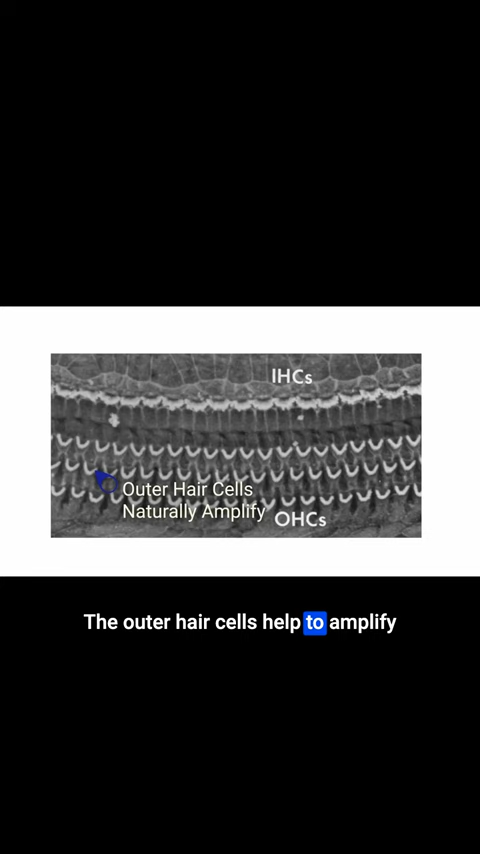 IHCs
Outer Hair Cells
Naturally Amplify
OHCs
The outer hair cells help to amplify